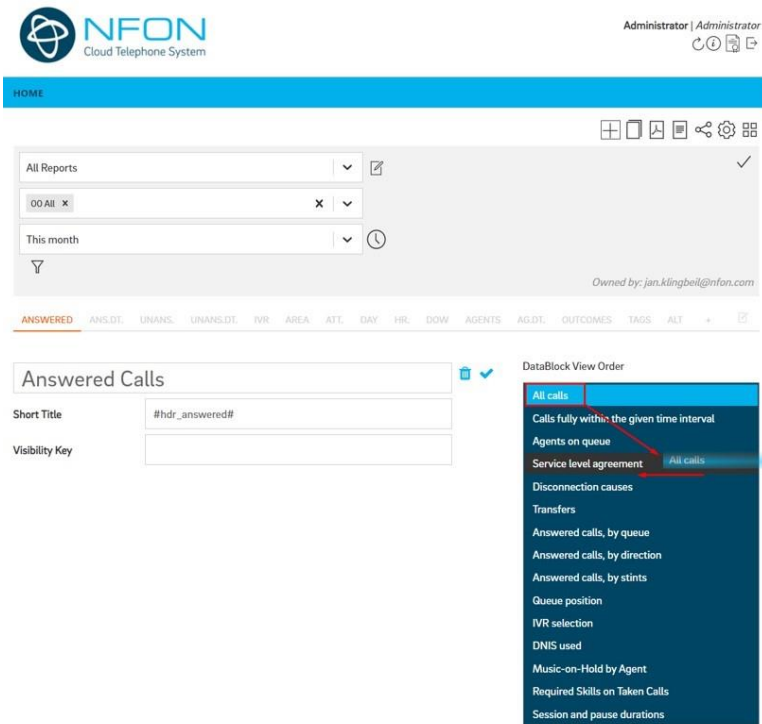 NFON
Cloud Telephone System
Administrator | Administrator
HOME
All Reports
00 All ×
This month
Owned by: jan.klingbeil@nfon.com
ANSWERED ANS.DT. UNANS. UNANS.DT. IVR AREA ATT. DAY HR. DOW AGENTS AG.DT. OUTCOMES TAGS ALT +
Answered Calls
Short Title #hdr_answered#
Visibility Key
DataBlock View Order
All calls
Calls fully within the given time interval
Agents on queue
Service level agreement All calls
Disconnection causes
Transfers
Answered calls, by queue
Answered calls, by direction
Answered calls, by stints
Queue position
IVR selection
DNIS used
Music-on-Hold by Agent
Required Skills on Taken Calls
Session and pause durations